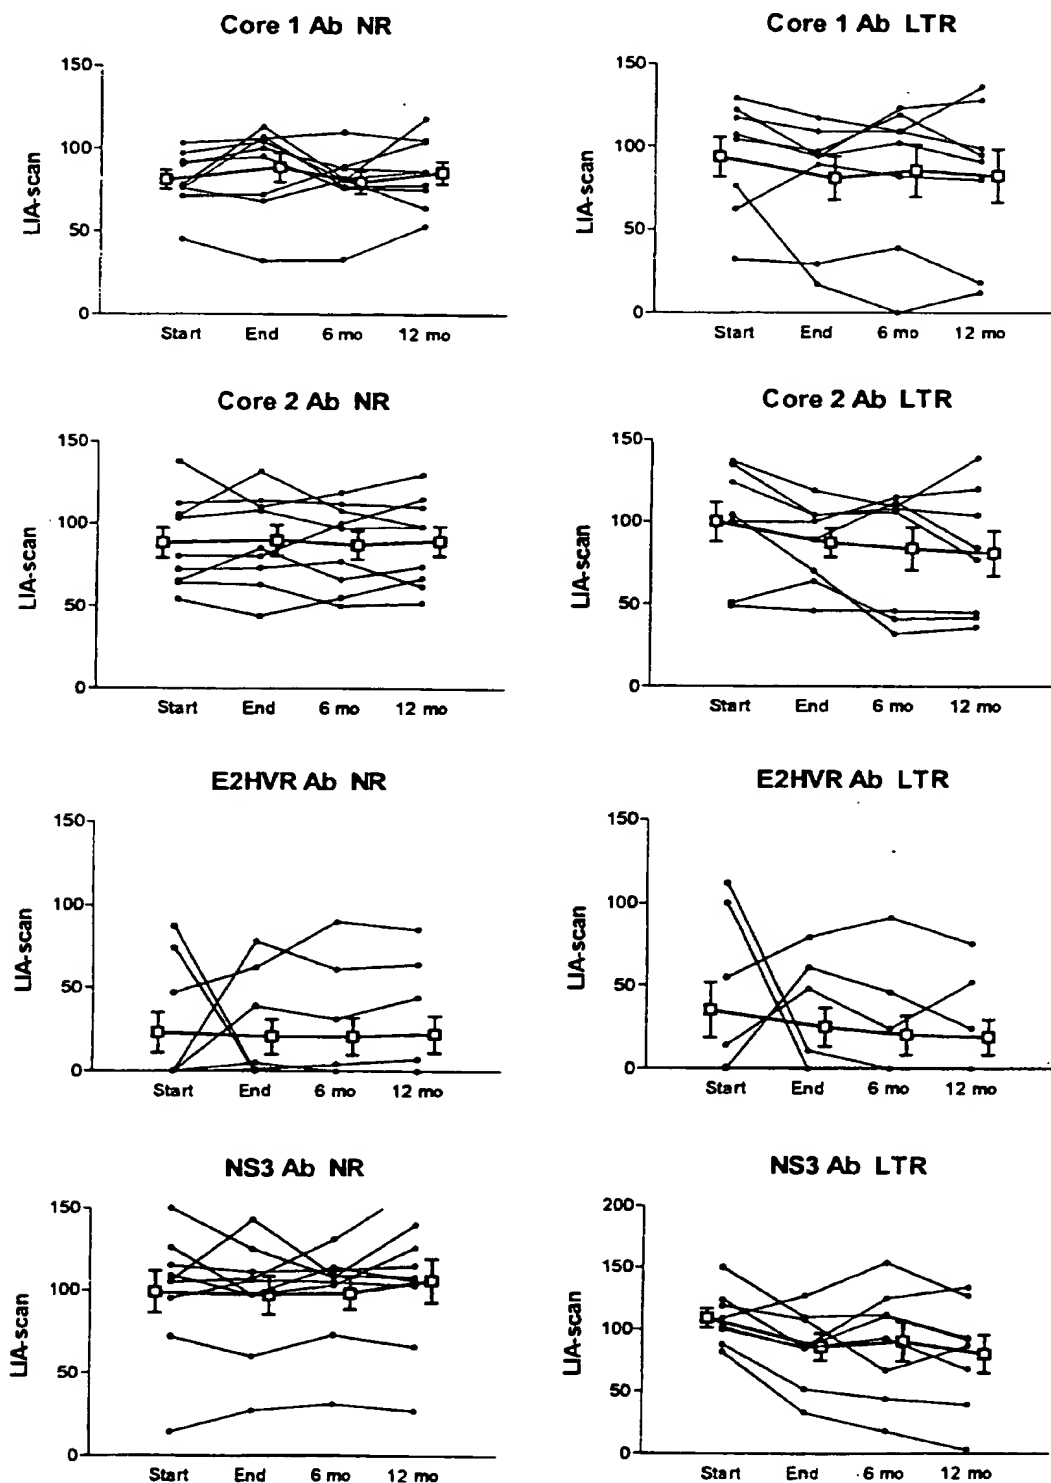 Core 1 Ab NR
LIA-scan
150
100
50
0
Start End 6 mo 12 mo
Core 1 Ab LTR
LIA-scan
150
100
50
0
Start End 6 mo 12 mo
Core 2 Ab NR
LIA-scan
150
100
50
0
Start End 6 mo 12 mo
Core 2 Ab LTR
LIA-scan
150
100
50
0
Start End 6 mo 12 mo
E2HVR Ab NR
LIA-scan
150
100
50
0
Start End 6 mo 12 mo
E2HVR Ab LTR
LIA-scan
150
100
50
0
Start End 6 mo 12 mo
NS3 Ab NR
LIA-scan
150
100
50
0
Start End 6 mo 12 mo
NS3 Ab LTR
LIA-scan
200
150
100
50
0
Start End 6 mo 12 mo